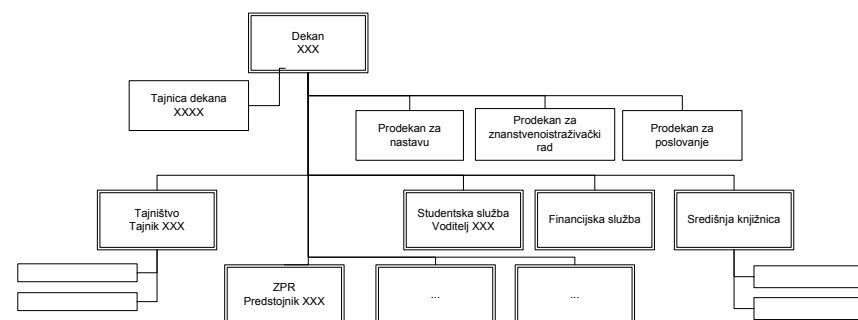 Dekan
XXX
Tajnica dekana
XXXX
Prodekan za
nastavu
Prodekan za
znanstvenoistraživački
rad
Prodekan za
poslovanje
Tajništvo
Tajnik XXX
Studentska služba
Voditelj XXX
Financijska služba
Središnja knjižnica
ZPR
Predstojnik XXX
...
...